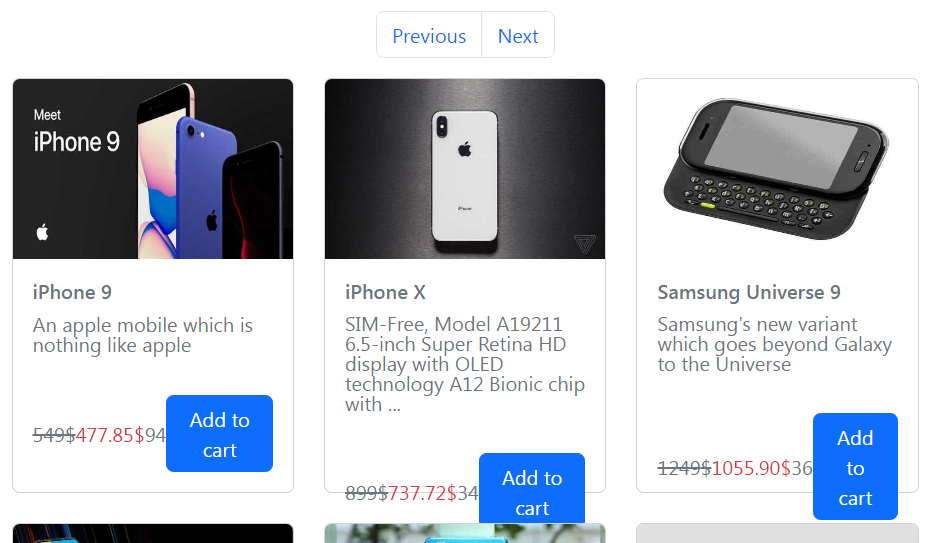 Previous Next
Meet
iPhone 9
iPhone 9
An apple mobile which is
nothing like apple
549$477.85$94
Add to
cart
iPhone X
SIM-Free, Model A19211
6.5-inch Super Retina HD
display with OLED
technology A12 Bionic chip
with ...
899$737.72$34
Add to
cart
Samsung Universe 9
Samsung's new variant
which goes beyond Galaxy
to the Universe
1249$1055.90$36
Add
to
cart